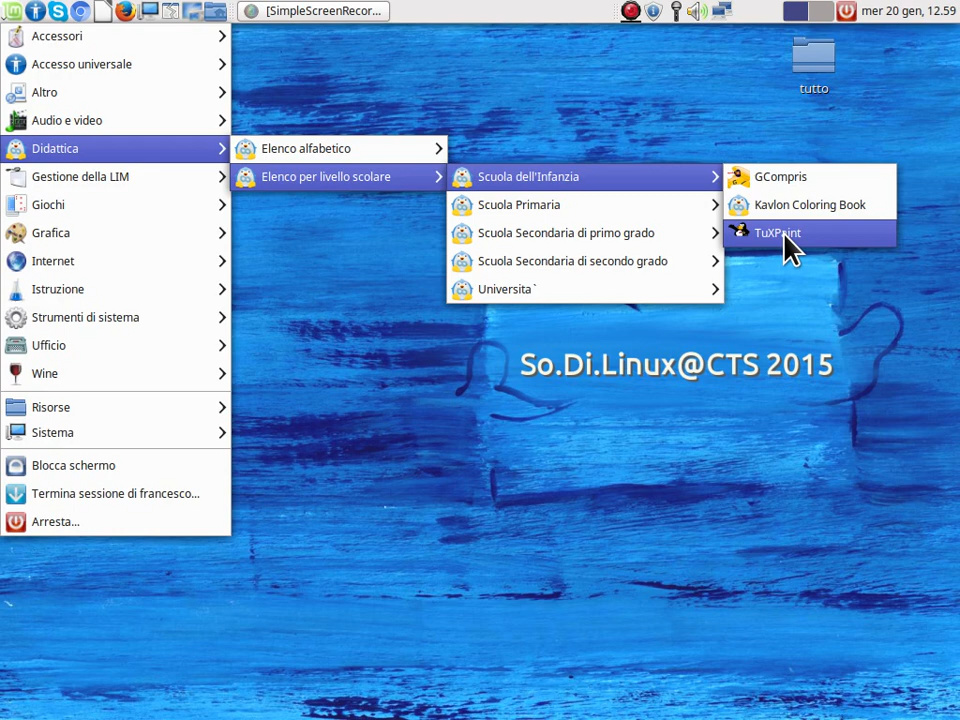 [SimpleScreenRecor...
mer 20 gen, 12.59
tutto
Accessori
Accesso universale
Altro
Audio e video
Didattica
Gestione della LIM
Giochi
Grafica
Internet
Istruzione
Strumenti di sistema
Ufficio
Wine
Risorse
Sistema
Blocca schermo
Termina sessione di francesco...
Arresta...
Elenco alfabetico
Elenco per livello scolare
Scuola dell'Infanzia
Scuola Primaria
Scuola Secondaria di primo grado
Scuola Secondaria di secondo grado
Universita`
GCompris
Kavlon Coloring Book
TuXPaint
So.Di.Linux@CTS 2015